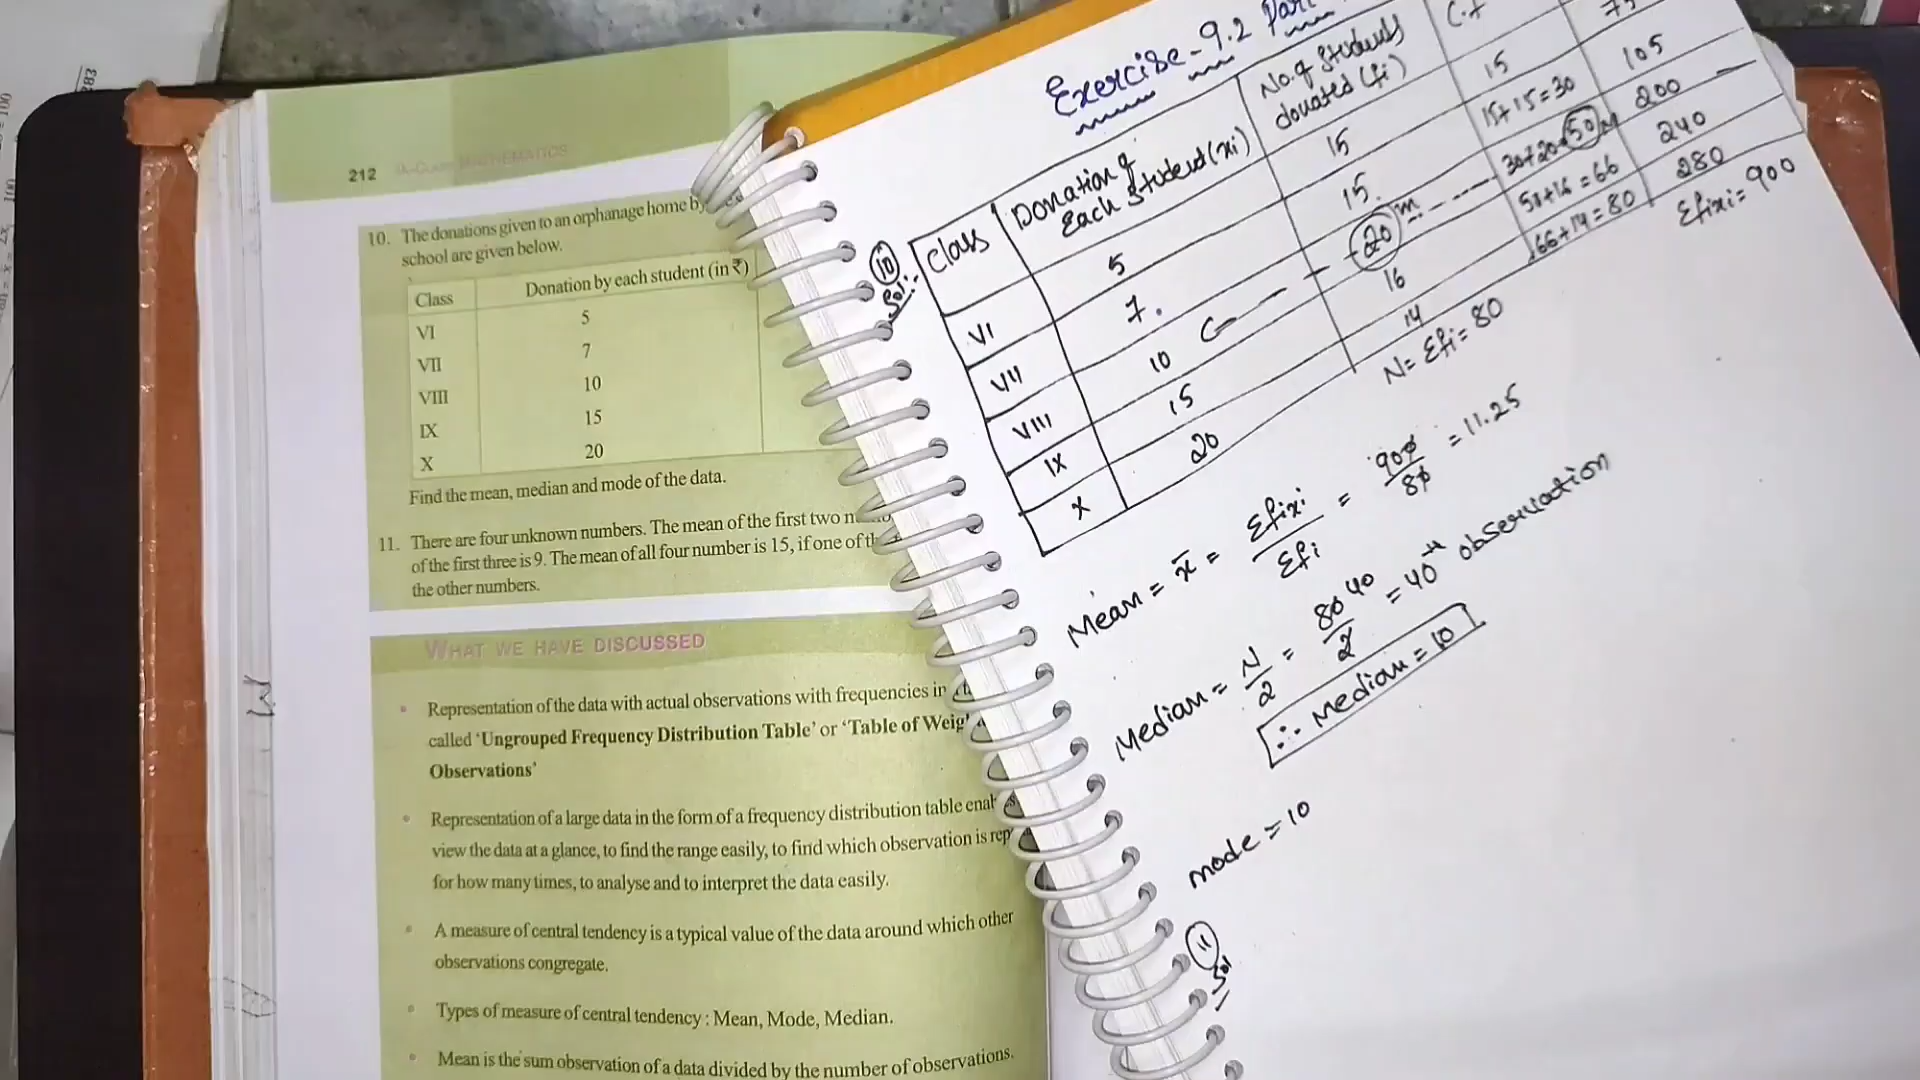 212 IX-CLASS MATHEMATICS
10. The donations given to an orphanage home by
school are given below.
Class Donation by each student (in ₹)
VI 5
VII 7
VIII 10
IX 15
X 20
Find the mean, median and mode of the data.
11. There are four unknown numbers. The mean of the first two
of the first three is 9. The mean of all four number is 15, if one of
the other numbers.
WHAT WE HAVE DISCUSSED
• Representation of the data with actual observations with frequencies in
called 'Ungrouped Frequency Distribution Table' or 'Table of
Observations'
• Representation of a large data in the form of a frequency distribution table
view the data at a glance, to find the range easily, to find which observation is
for how many times, to analyse and to interpret the data easily.
• A measure of central tendency is a typical value of the data around which other
observations congregate.
• Types of measure of central tendency : Mean, Mode, Median.
• Mean is the sum observation of a data divided by the number of observations.
Exercise-9.2
10 Sol:-
Class Donation of Each Student (xi) No. of Students donated (fi) C.f
VI 5 15 15 75
VII 7. 15. 15+15=30 105
VIII 10 20 m 30+20=50 200
IX 15 16 50+16=66 240
X 20 14 66+14=80 280
N= Σfi= 80 Σfixi= 900
Mean = x̄ = Σfixi/Σfi = 900/80 = 11.25
Median = N/2 = 80/2 40 = 40th observation
∴ Median = 10
mode = 10
11 Sol
183